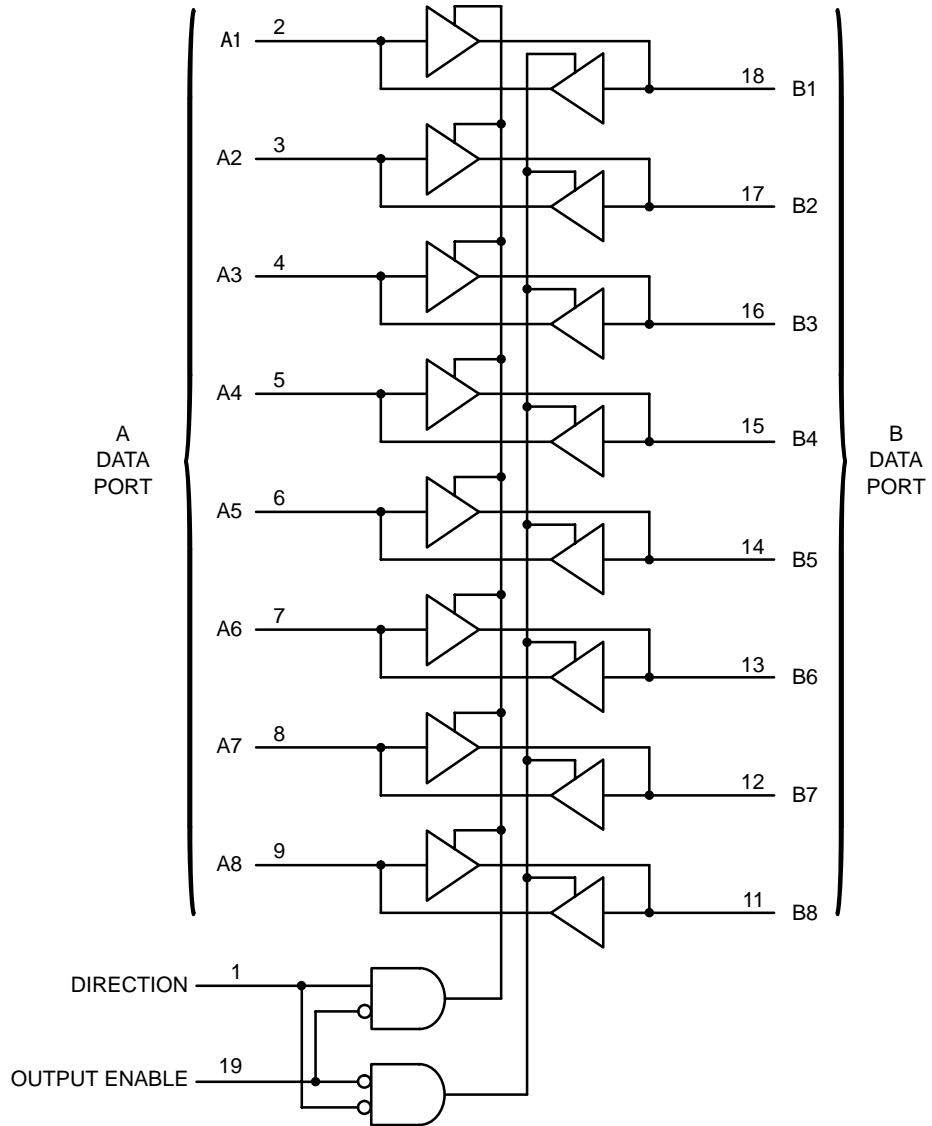 A1 2
18 B1
A2 3
17 B2
A3 4
16 B3
A4 5
15 B4
A
DATA
PORT
B
DATA
PORT
A5 6
14 B5
A6 7
13 B6
A7 8
12 B7
A8 9
11 B8
DIRECTION 1
OUTPUT ENABLE 19